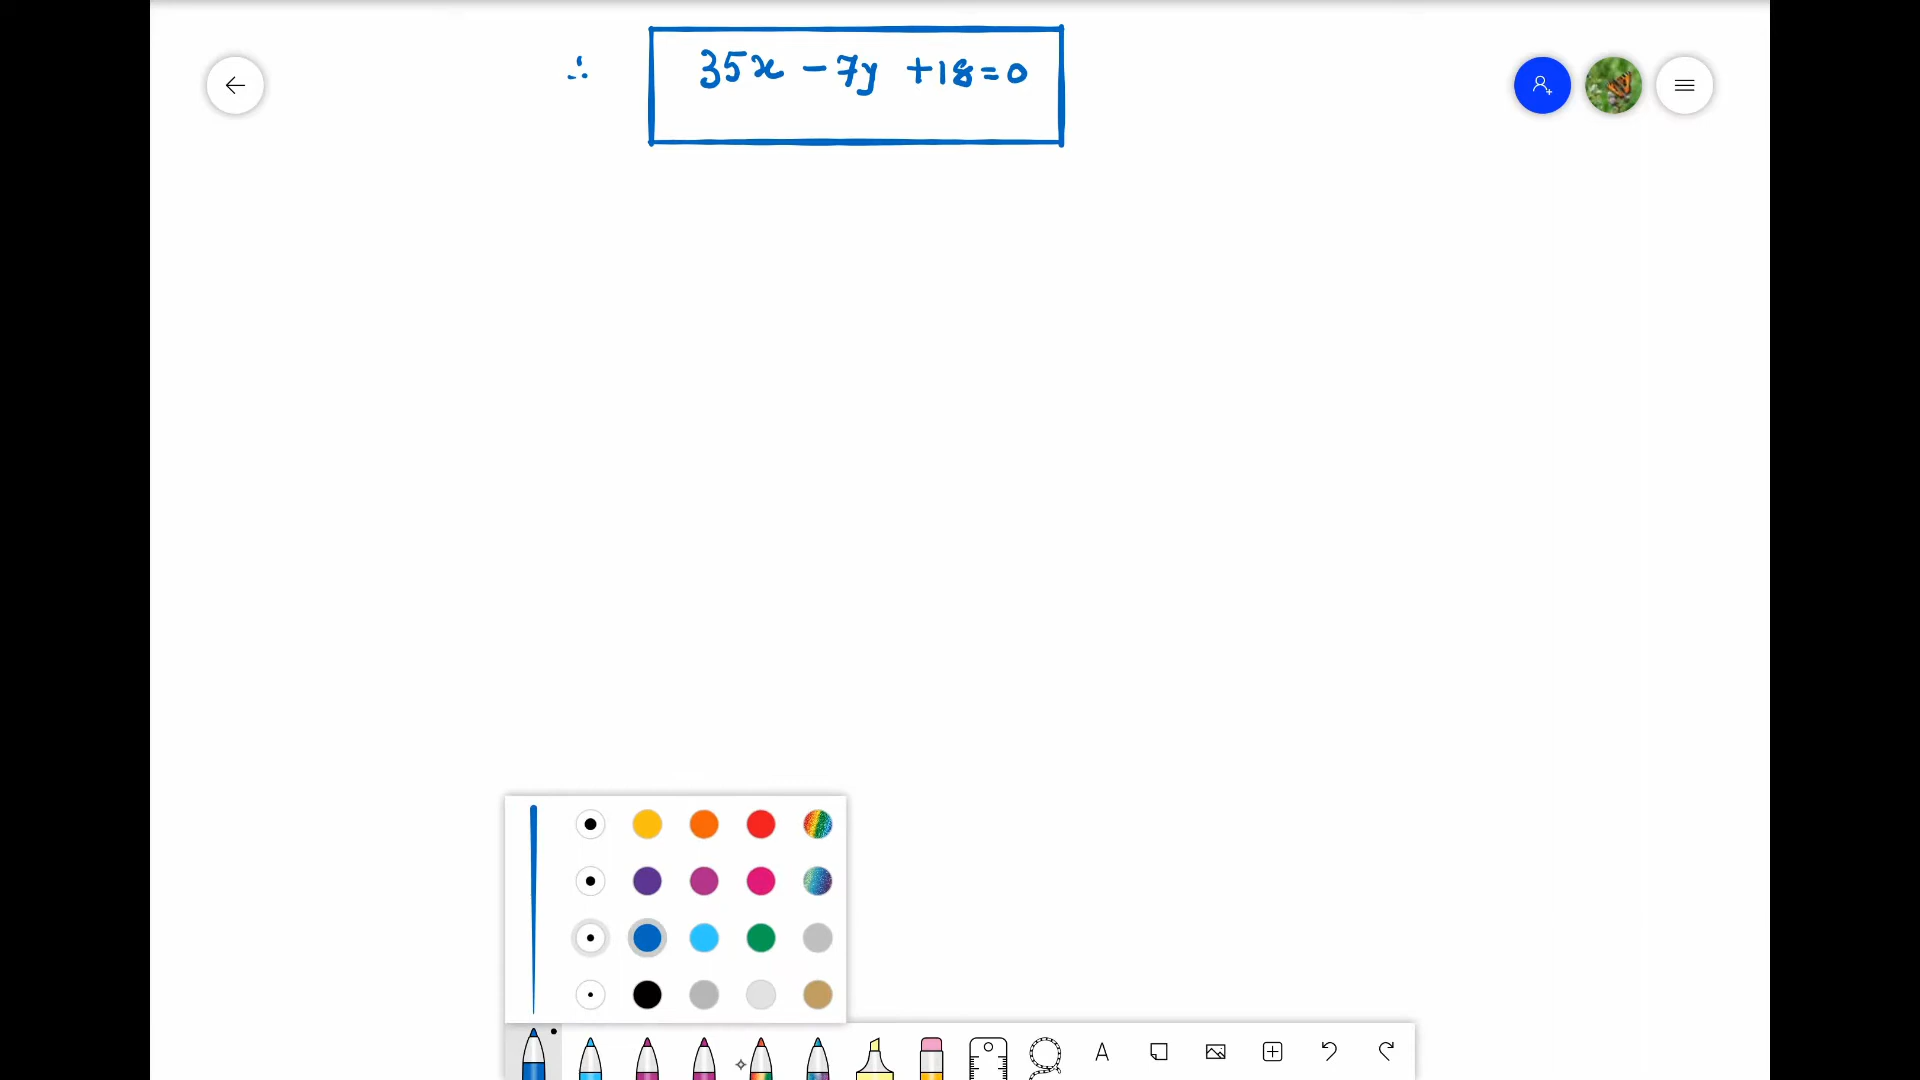 ∴ 35x - 7y + 18 = 0
A